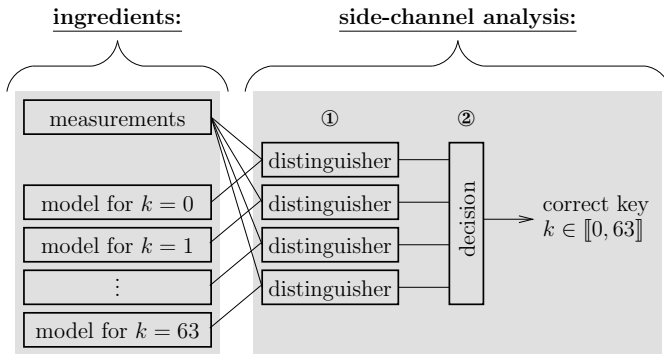 ingredients:
side-channel analysis:
measurements
model for k = 0
model for k = 1
⋮
model for k = 63
①
②
distinguisher
distinguisher
distinguisher
distinguisher
decision
correct key
k ∈ ⟦0, 63⟧